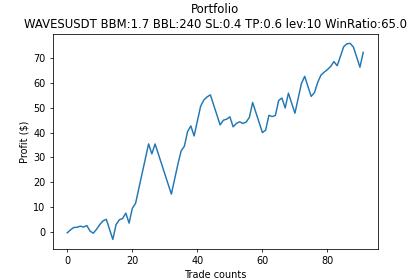 Portfolio
WAVESUSDT BBM:1.7 BBL:240 SL:0.4 TP:0.6 lev:10 WinRatio:65.0
70
60
50
40
30
20
10
0
Profit ($)
0 20 40 60 80
Trade counts